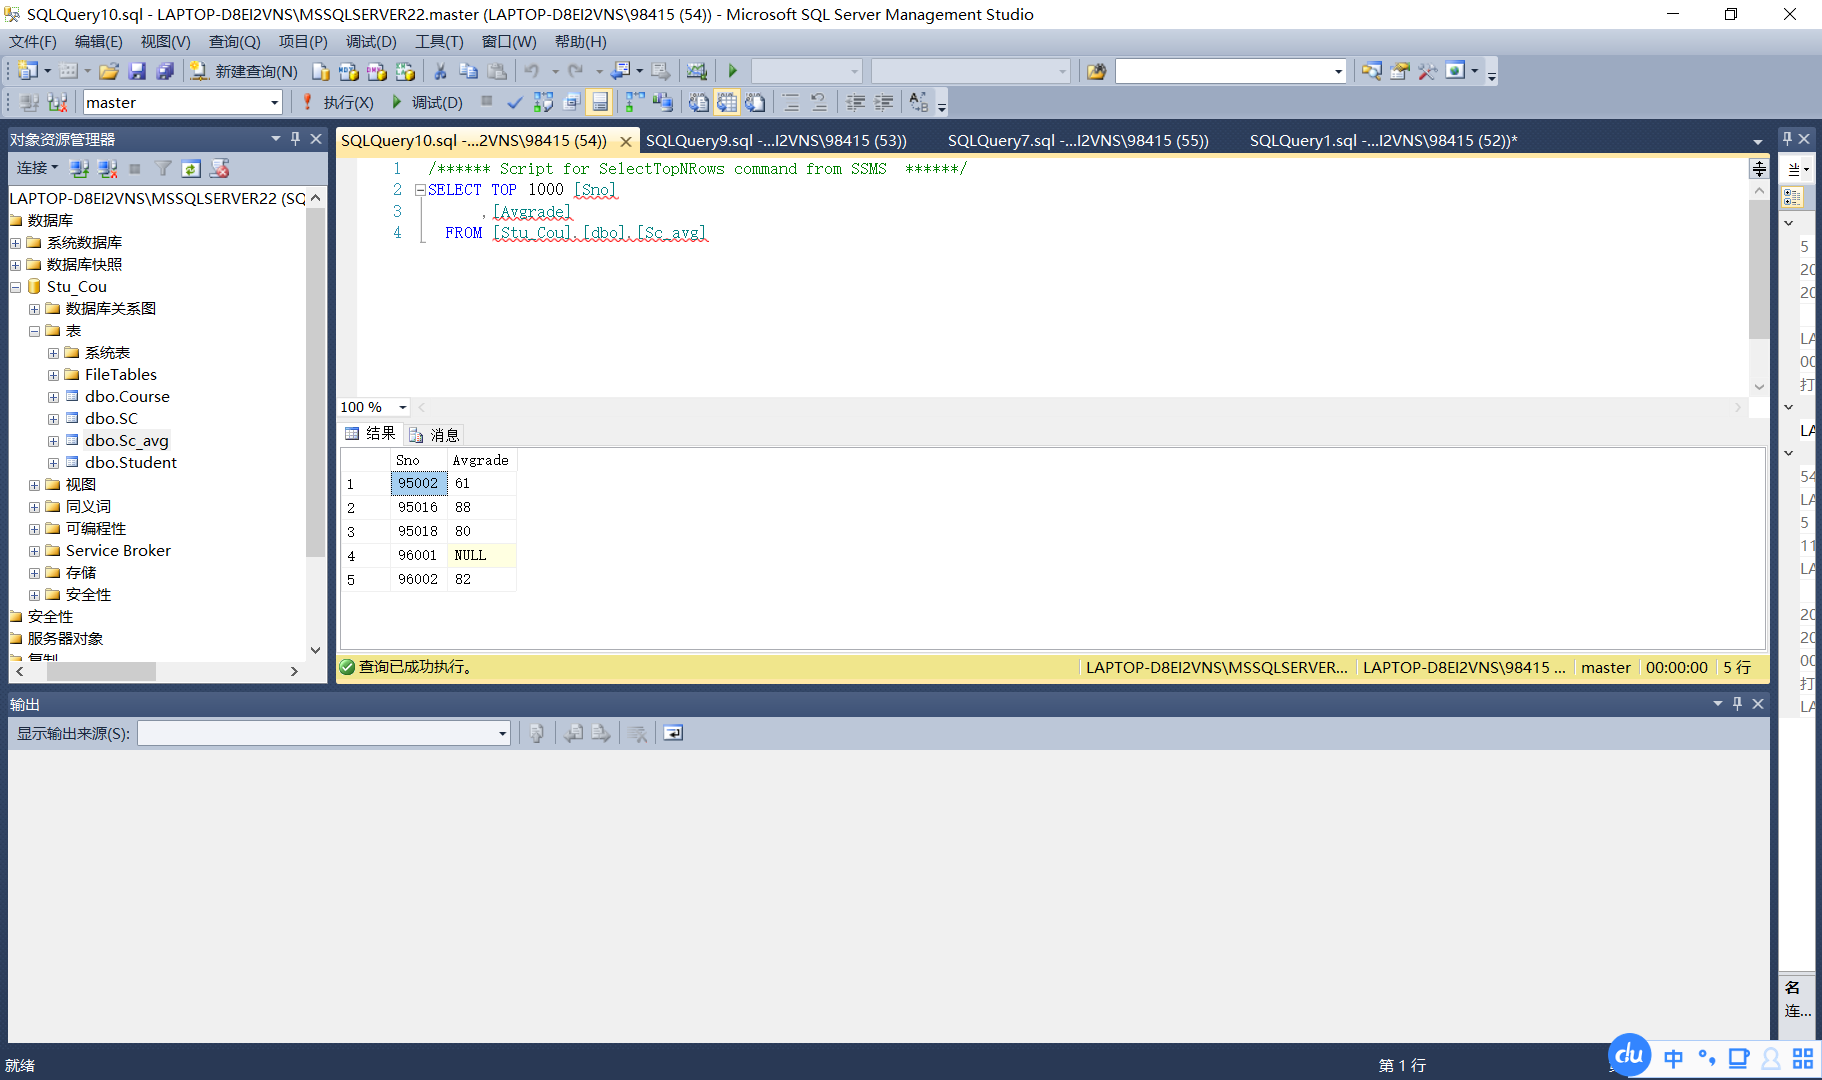 SQLQuery10.sql - LAPTOP-D8EI2VNS\MSSQLSERVER22.master (LAPTOP-D8EI2VNS\98415 (54)) - Microsoft SQL Server Management Studio
文件(F) 编辑(E) 视图(V) 查询(Q) 项目(P) 调试(D) 工具(T) 窗口(W) 帮助(H)
新建查询(N)
master 执行(X) 调试(D)
对象资源管理器
连接
LAPTOP-D8EI2VNS\MSSQLSERVER22 (SQ
数据库
系统数据库
数据库快照
Stu_Cou
数据库关系图
表
系统表
FileTables
dbo.Course
dbo.SC
dbo.Sc_avg
dbo.Student
视图
同义词
可编程性
Service Broker
存储
安全性
安全性
服务器对象
复制
SQLQuery10.sql -...2VNS\98415 (54)) SQLQuery9.sql -...I2VNS\98415 (53)) SQLQuery7.sql -...I2VNS\98415 (55)) SQLQuery1.sql -...I2VNS\98415 (52))*
1 /****** Script for SelectTopNRows command from SSMS ******/
2 SELECT TOP 1000 [Sno]
3 ,[Avgrade]
4 FROM [Stu_Cou].[dbo].[Sc_avg]
100 %
结果 消息
Sno Avgrade
1 95002 61
2 95016 88
3 95018 80
4 96001 NULL
5 96002 82
查询已成功执行。 LAPTOP-D8EI2VNS\MSSQLSERVER... LAPTOP-D8EI2VNS\98415 ... master 00:00:00 5 行
当
5
20
20
LA
00
打
LA
54
LA
5
11
LA
20
20
00
打
LA
名
连...
输出
显示输出来源(S):
就绪 第 1 行
du 中